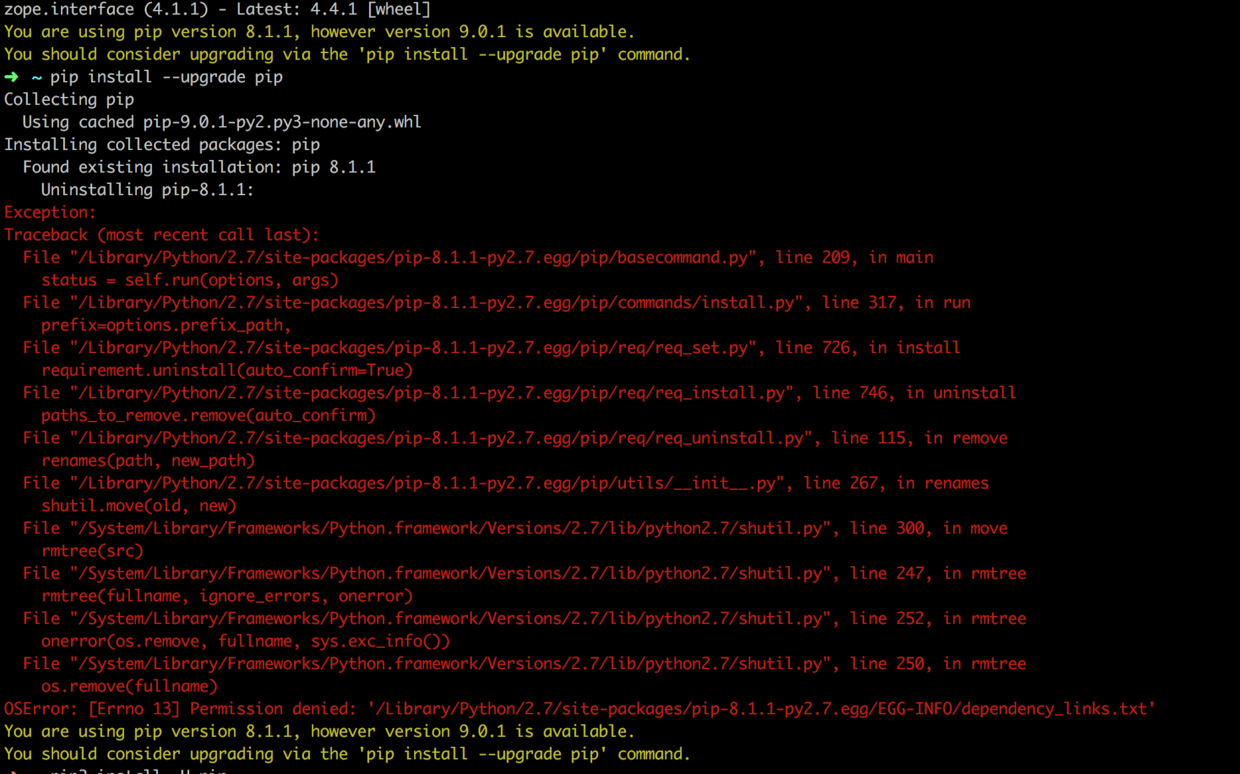 zope.interface (4.1.1) - Latest: 4.4.1 [wheel]
You are using pip version 8.1.1, however version 9.0.1 is available.
You should consider upgrading via the 'pip install --upgrade pip' command.
➜ ~ pip install --upgrade pip
Collecting pip
Using cached pip-9.0.1-py2.py3-none-any.whl
Installing collected packages: pip
Found existing installation: pip 8.1.1
Uninstalling pip-8.1.1:
Exception:
Traceback (most recent call last):
File "/Library/Python/2.7/site-packages/pip-8.1.1-py2.7.egg/pip/basecommand.py", line 209, in main
status = self.run(options, args)
File "/Library/Python/2.7/site-packages/pip-8.1.1-py2.7.egg/pip/commands/install.py", line 317, in run
prefix=options.prefix_path,
File "/Library/Python/2.7/site-packages/pip-8.1.1-py2.7.egg/pip/req/req_set.py", line 726, in install
requirement.uninstall(auto_confirm=True)
File "/Library/Python/2.7/site-packages/pip-8.1.1-py2.7.egg/pip/req/req_install.py", line 746, in uninstall
paths_to_remove.remove(auto_confirm)
File "/Library/Python/2.7/site-packages/pip-8.1.1-py2.7.egg/pip/req/req_uninstall.py", line 115, in remove
renames(path, new_path)
File "/Library/Python/2.7/site-packages/pip-8.1.1-py2.7.egg/pip/utils/__init__.py", line 267, in renames
shutil.move(old, new)
File "/System/Library/Frameworks/Python.framework/Versions/2.7/lib/python2.7/shutil.py", line 300, in move
rmtree(src)
File "/System/Library/Frameworks/Python.framework/Versions/2.7/lib/python2.7/shutil.py", line 247, in rmtree
rmtree(fullname, ignore_errors, onerror)
File "/System/Library/Frameworks/Python.framework/Versions/2.7/lib/python2.7/shutil.py", line 252, in rmtree
onerror(os.remove, fullname, sys.exc_info())
File "/System/Library/Frameworks/Python.framework/Versions/2.7/lib/python2.7/shutil.py", line 250, in rmtree
os.remove(fullname)
OSError: [Errno 13] Permission denied: '/Library/Python/2.7/site-packages/pip-8.1.1-py2.7.egg/EGG-INFO/dependency_links.txt'
You are using pip version 8.1.1, however version 9.0.1 is available.
You should consider upgrading via the 'pip install --upgrade pip' command.